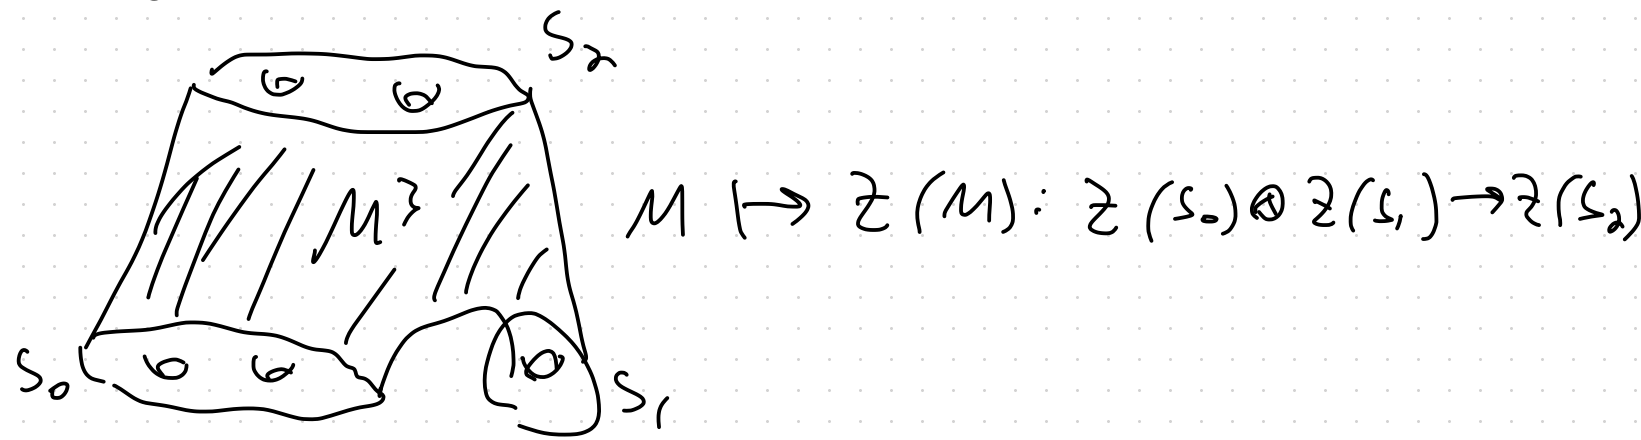 S₂
M³
M ↦ Z(M): Z(S₀)⊗Z(S₁)→Z(S₂)
S₀
S₁